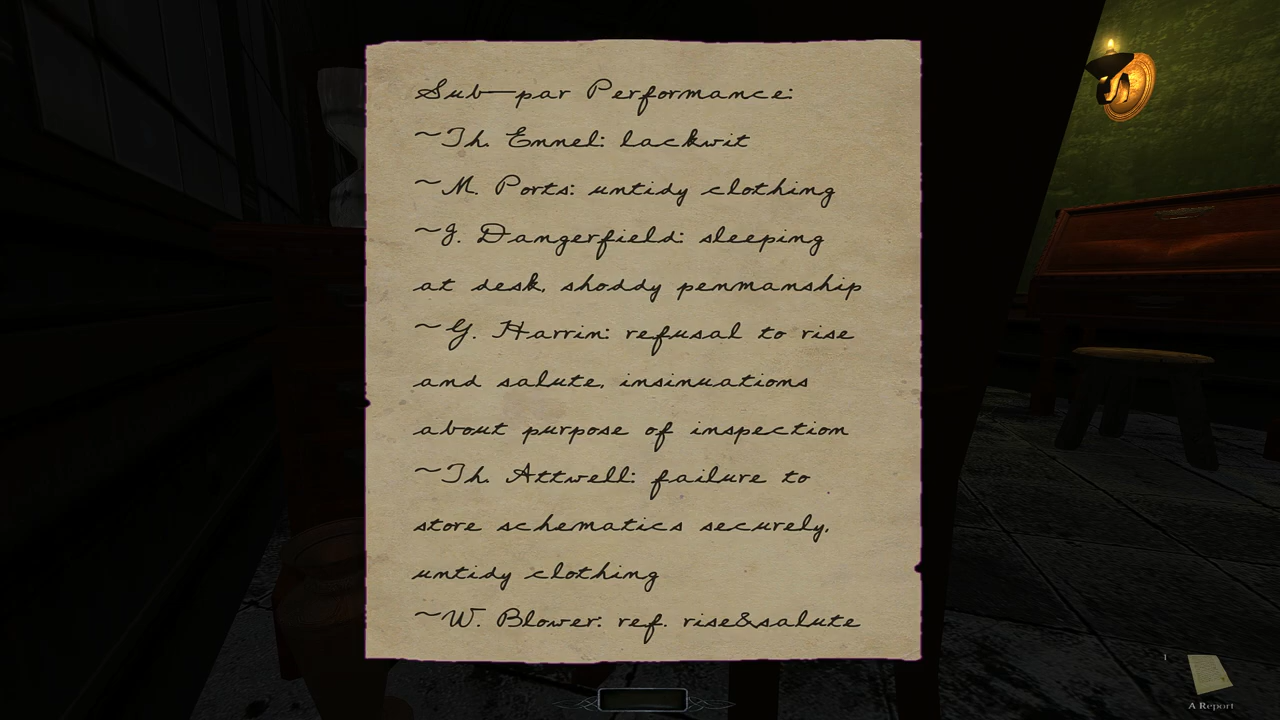 Sub-par Performance:
~Th. Ennel: lackwit
~M. Ports: untidy clothing
~J. Dangerfield: sleeping
at desk, shoddy penmanship
~G. Harrin: refusal to rise
and salute, insinuations
about purpose of inspection
~Th. Attwell: failure to
store schematics securely,
untidy clothing
~W. Blower: ref. rise&salute
1
A Report